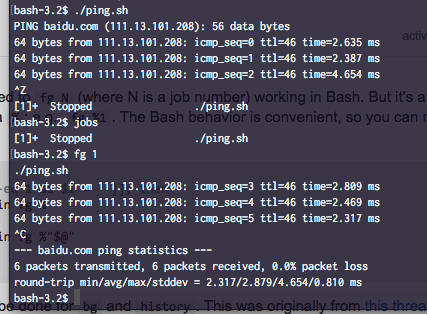 [bash-3.2$ ./ping.sh
PING baidu.com (111.13.101.208): 56 data bytes
64 bytes from 111.13.101.208: icmp_seq=0 ttl=46 time=2.635 ms
64 bytes from 111.13.101.208: icmp_seq=1 ttl=46 time=2.387 ms
64 bytes from 111.13.101.208: icmp_seq=2 ttl=46 time=4.654 ms
^Z
[1]+  Stopped                 ./ping.sh
[bash-3.2$ jobs
[1]+  Stopped                 ./ping.sh
[bash-3.2$ fg 1
./ping.sh
64 bytes from 111.13.101.208: icmp_seq=3 ttl=46 time=2.809 ms
64 bytes from 111.13.101.208: icmp_seq=4 ttl=46 time=2.469 ms
64 bytes from 111.13.101.208: icmp_seq=5 ttl=46 time=2.317 ms
^C
--- baidu.com ping statistics ---
6 packets transmitted, 6 packets received, 0.0% packet loss
round-trip min/avg/max/stddev = 2.317/2.879/4.654/0.810 ms
bash-3.2$
activ
fg N (where N is a job number) working in Bash. But it's a
. The Bash behavior is convenient, so you can
be done for bg and history . This was originally from this threa